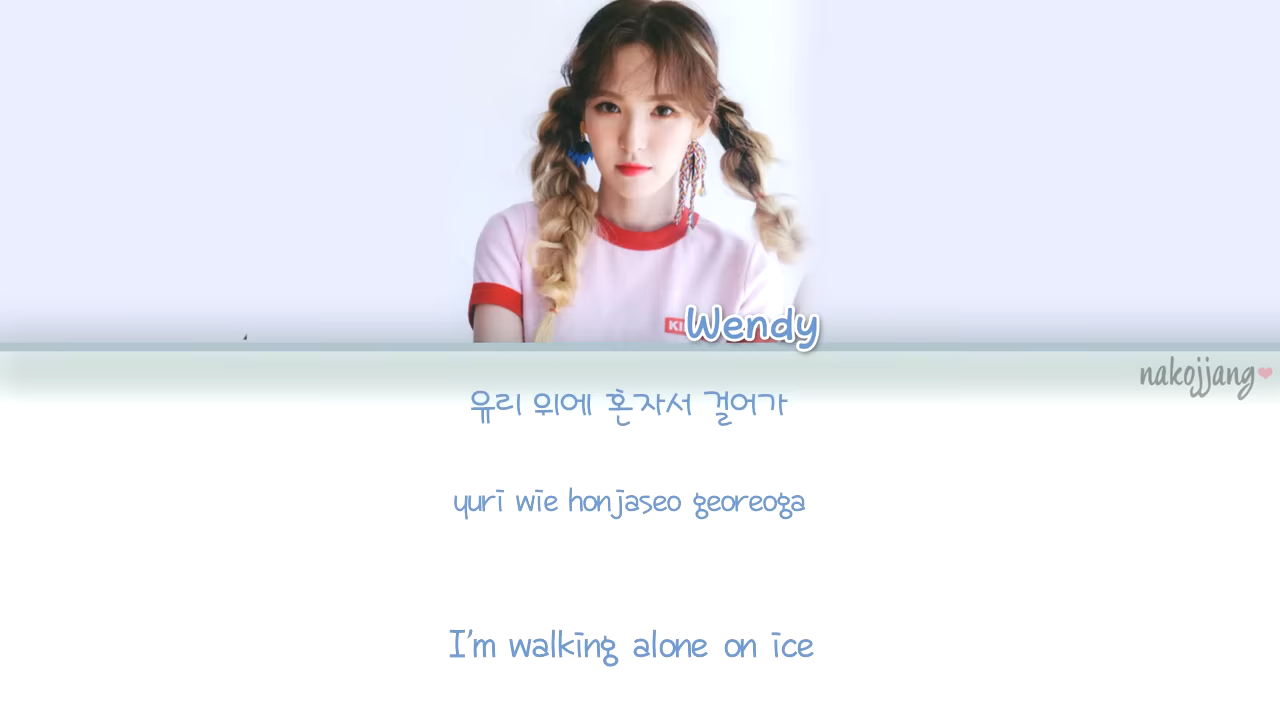 KI
Wendy
nakojjang
유리 위에 혼자서 걸어가
yuri wie honjaseo georeoga
I'm walking alone on ice